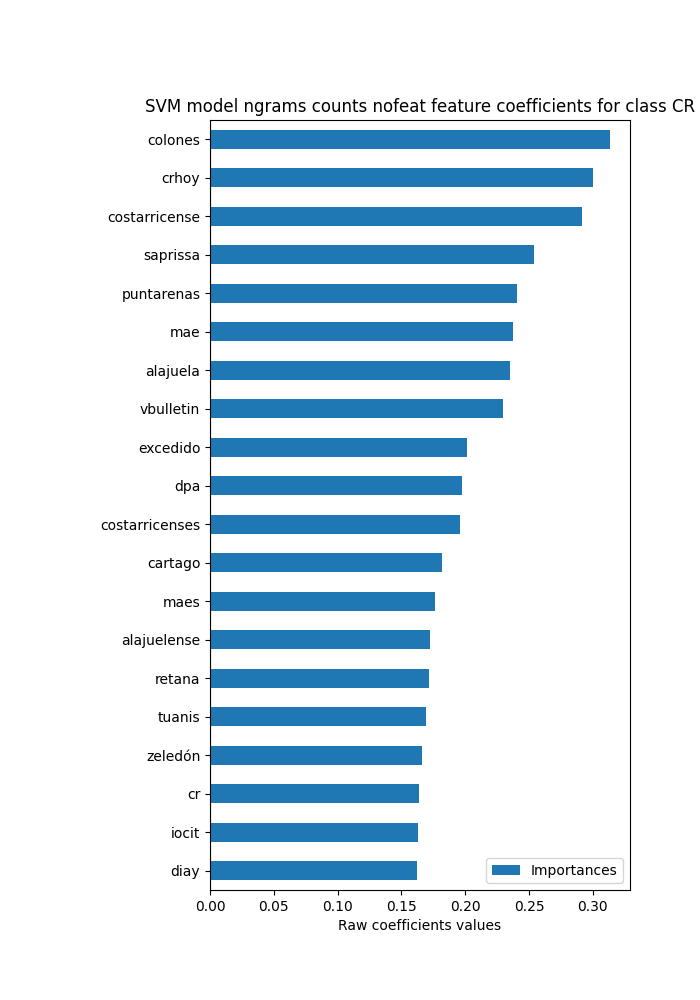 SVM model ngrams counts nofeat feature coefficients for class CR
colones
crhoy
costarricense
saprissa
puntarenas
mae
alajuela
vbulletin
excedido
dpa
costarricenses
cartago
maes
alajuelense
retana
tuanis
zeledón
cr
iocit
diay
Importances
0.00 0.05 0.10 0.15 0.20 0.25 0.30
Raw coefficients values